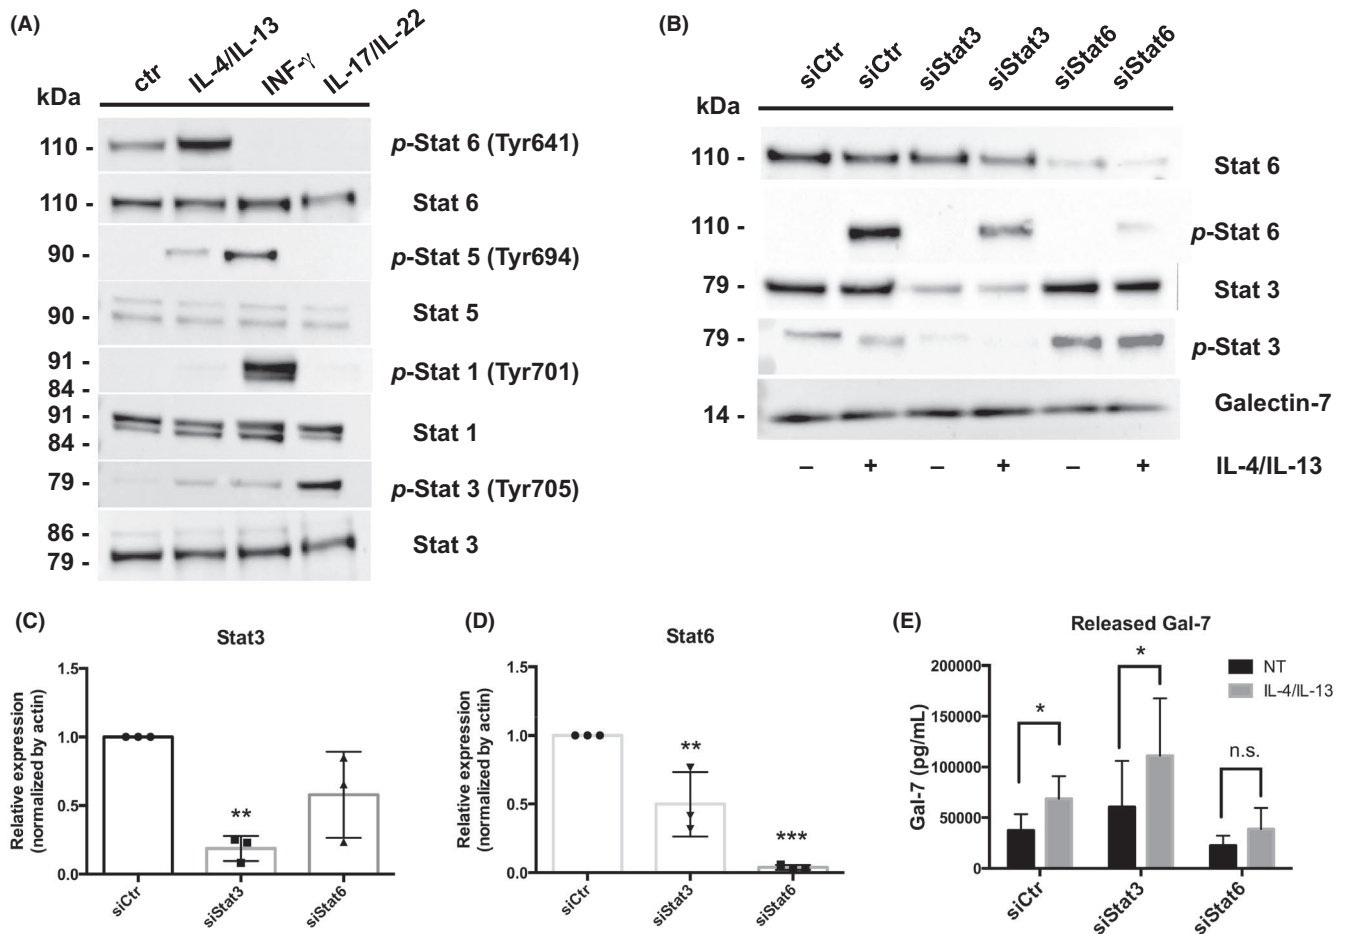 (A)
ctr IL-4/IL-13 INF-γ IL-17/IL-22
kDa
110 - p-Stat 6 (Tyr641)
110 - Stat 6
90 - p-Stat 5 (Tyr694)
90 - Stat 5
91 -
84 - p-Stat 1 (Tyr701)
91 -
84 - Stat 1
79 - p-Stat 3 (Tyr705)
86 -
79 - Stat 3
(B)
siCtr siCtr siStat3 siStat3 siStat6 siStat6
kDa
110 - Stat 6
110 - p-Stat 6
79 - Stat 3
79 - p-Stat 3
14 - Galectin-7
– + – + – + IL-4/IL-13
(C)
Stat3
Relative expression
(normalized by actin)
1.5
1.0
0.5
0.0
**
siCtr siStat3 siStat6
(D)
Stat6
Relative expression
(normalized by actin)
1.5
1.0
0.5
0.0
**
***
siCtr siStat3 siStat6
(E)
Released Gal-7
Gal-7 (pg/mL)
200000
150000
100000
50000
0
* * n.s.
NT
IL-4/IL-13
siCtr siStat3 siStat6